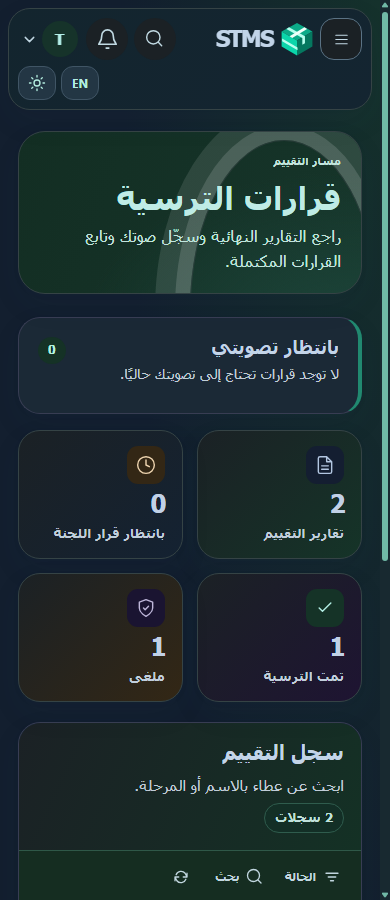 STMS
T
EN
مسار التقييم
قرارات الترسية
راجع التقارير النهائية وسجّل صوتك وتابع
القرارات المكتملة.
بانتظار تصويتي
0
لا توجد قرارات تحتاج إلى تصويتك حاليًا.
2
تقارير التقييم
0
بانتظار قرار اللجنة
1
تمت الترسية
1
ملغى
سجل التقييم
ابحث عن عطاء بالاسم أو المرحلة.
2 سجلات
الحالة
بحث